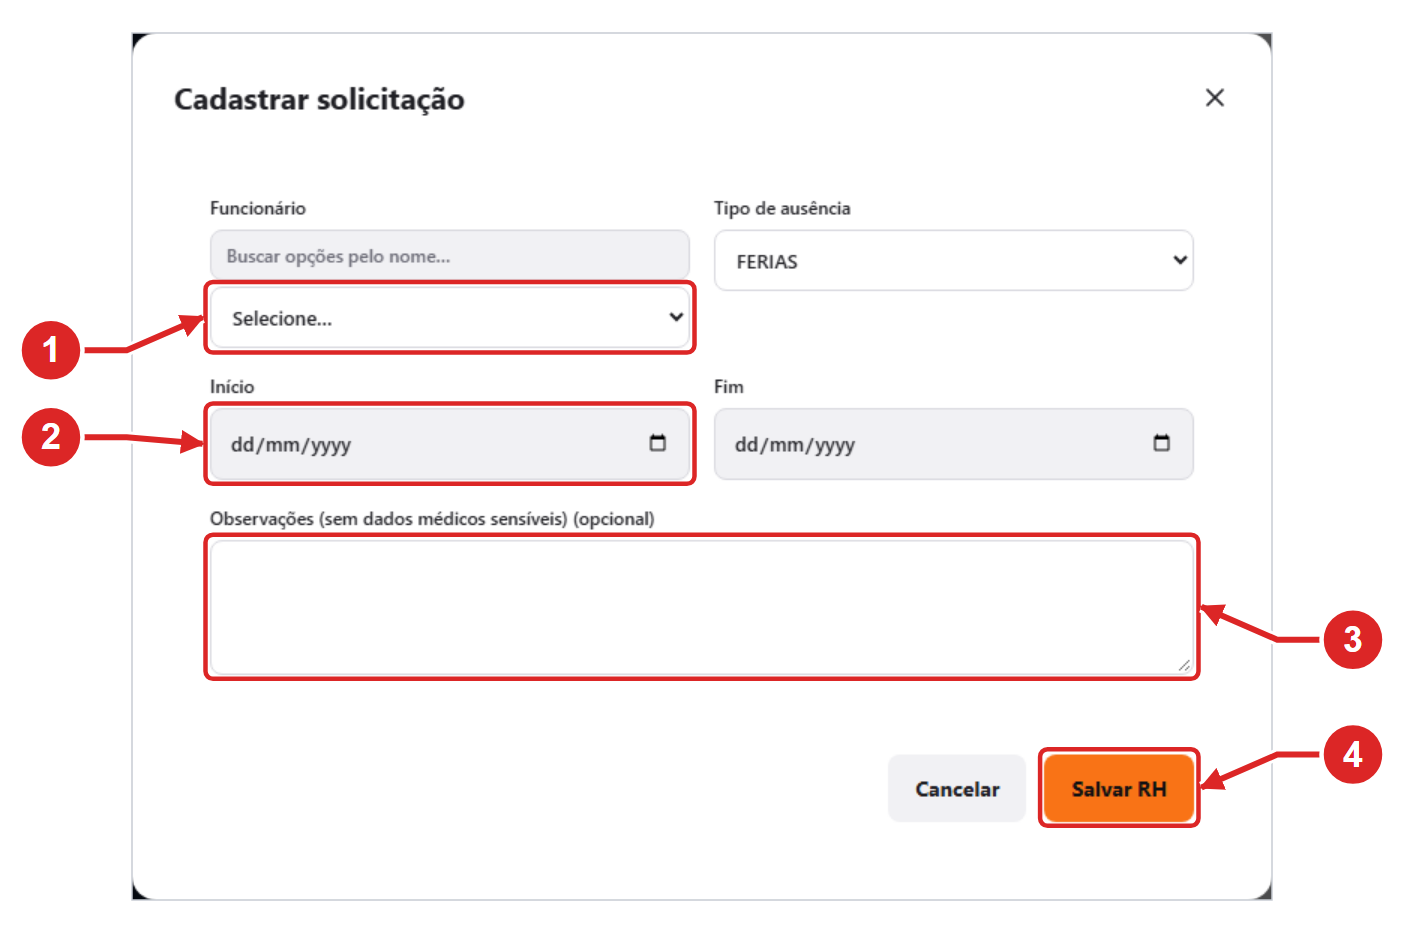 Cadastrar solicitação
Funcionário
Tipo de ausência
Buscar opções pelo nome...
FERIAS
Selecione...
1
Início
Fim
2
dd/mm/yyyy
dd/mm/yyyy
Observações (sem dados médicos sensíveis) (opcional)
3
4
Cancelar
Salvar RH